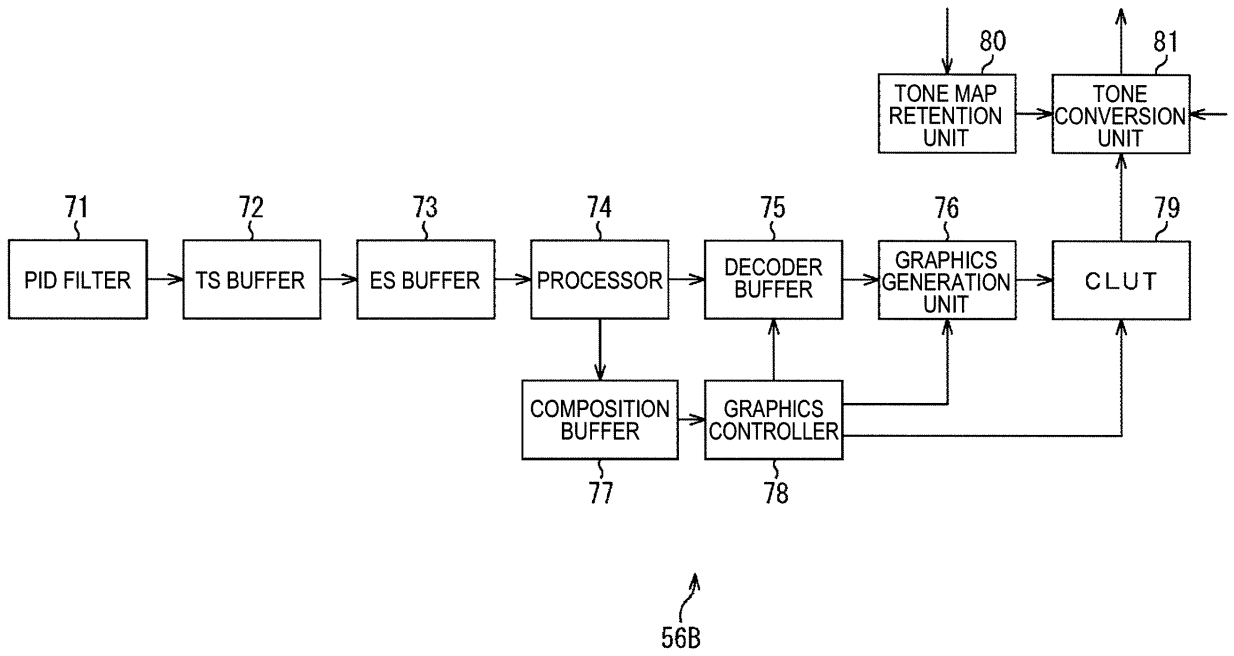 80
81
TONE MAP
RETENTION
UNIT
TONE
CONVERSION
UNIT
71
72
73
74
75
76
79
PID FILTER
TS BUFFER
ES BUFFER
PROCESSOR
DECODER
BUFFER
GRAPHICS
GENERATION
UNIT
CLUT
COMPOSITION
BUFFER
GRAPHICS
CONTROLLER
77
78
56B